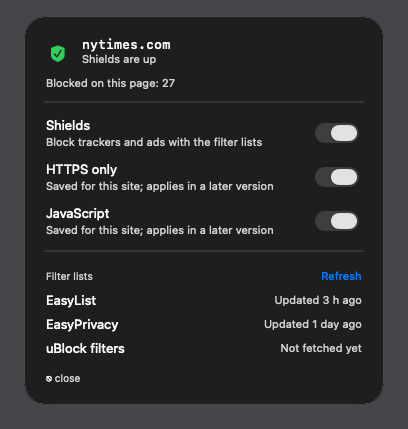 nytimes.com
Shields are up
Blocked on this page: 27
Shields
Block trackers and ads with the filter lists
HTTPS only
Saved for this site; applies in a later version
JavaScript
Saved for this site; applies in a later version
Filter lists Refresh
EasyList Updated 3 h ago
EasyPrivacy Updated 1 day ago
uBlock filters Not fetched yet
close